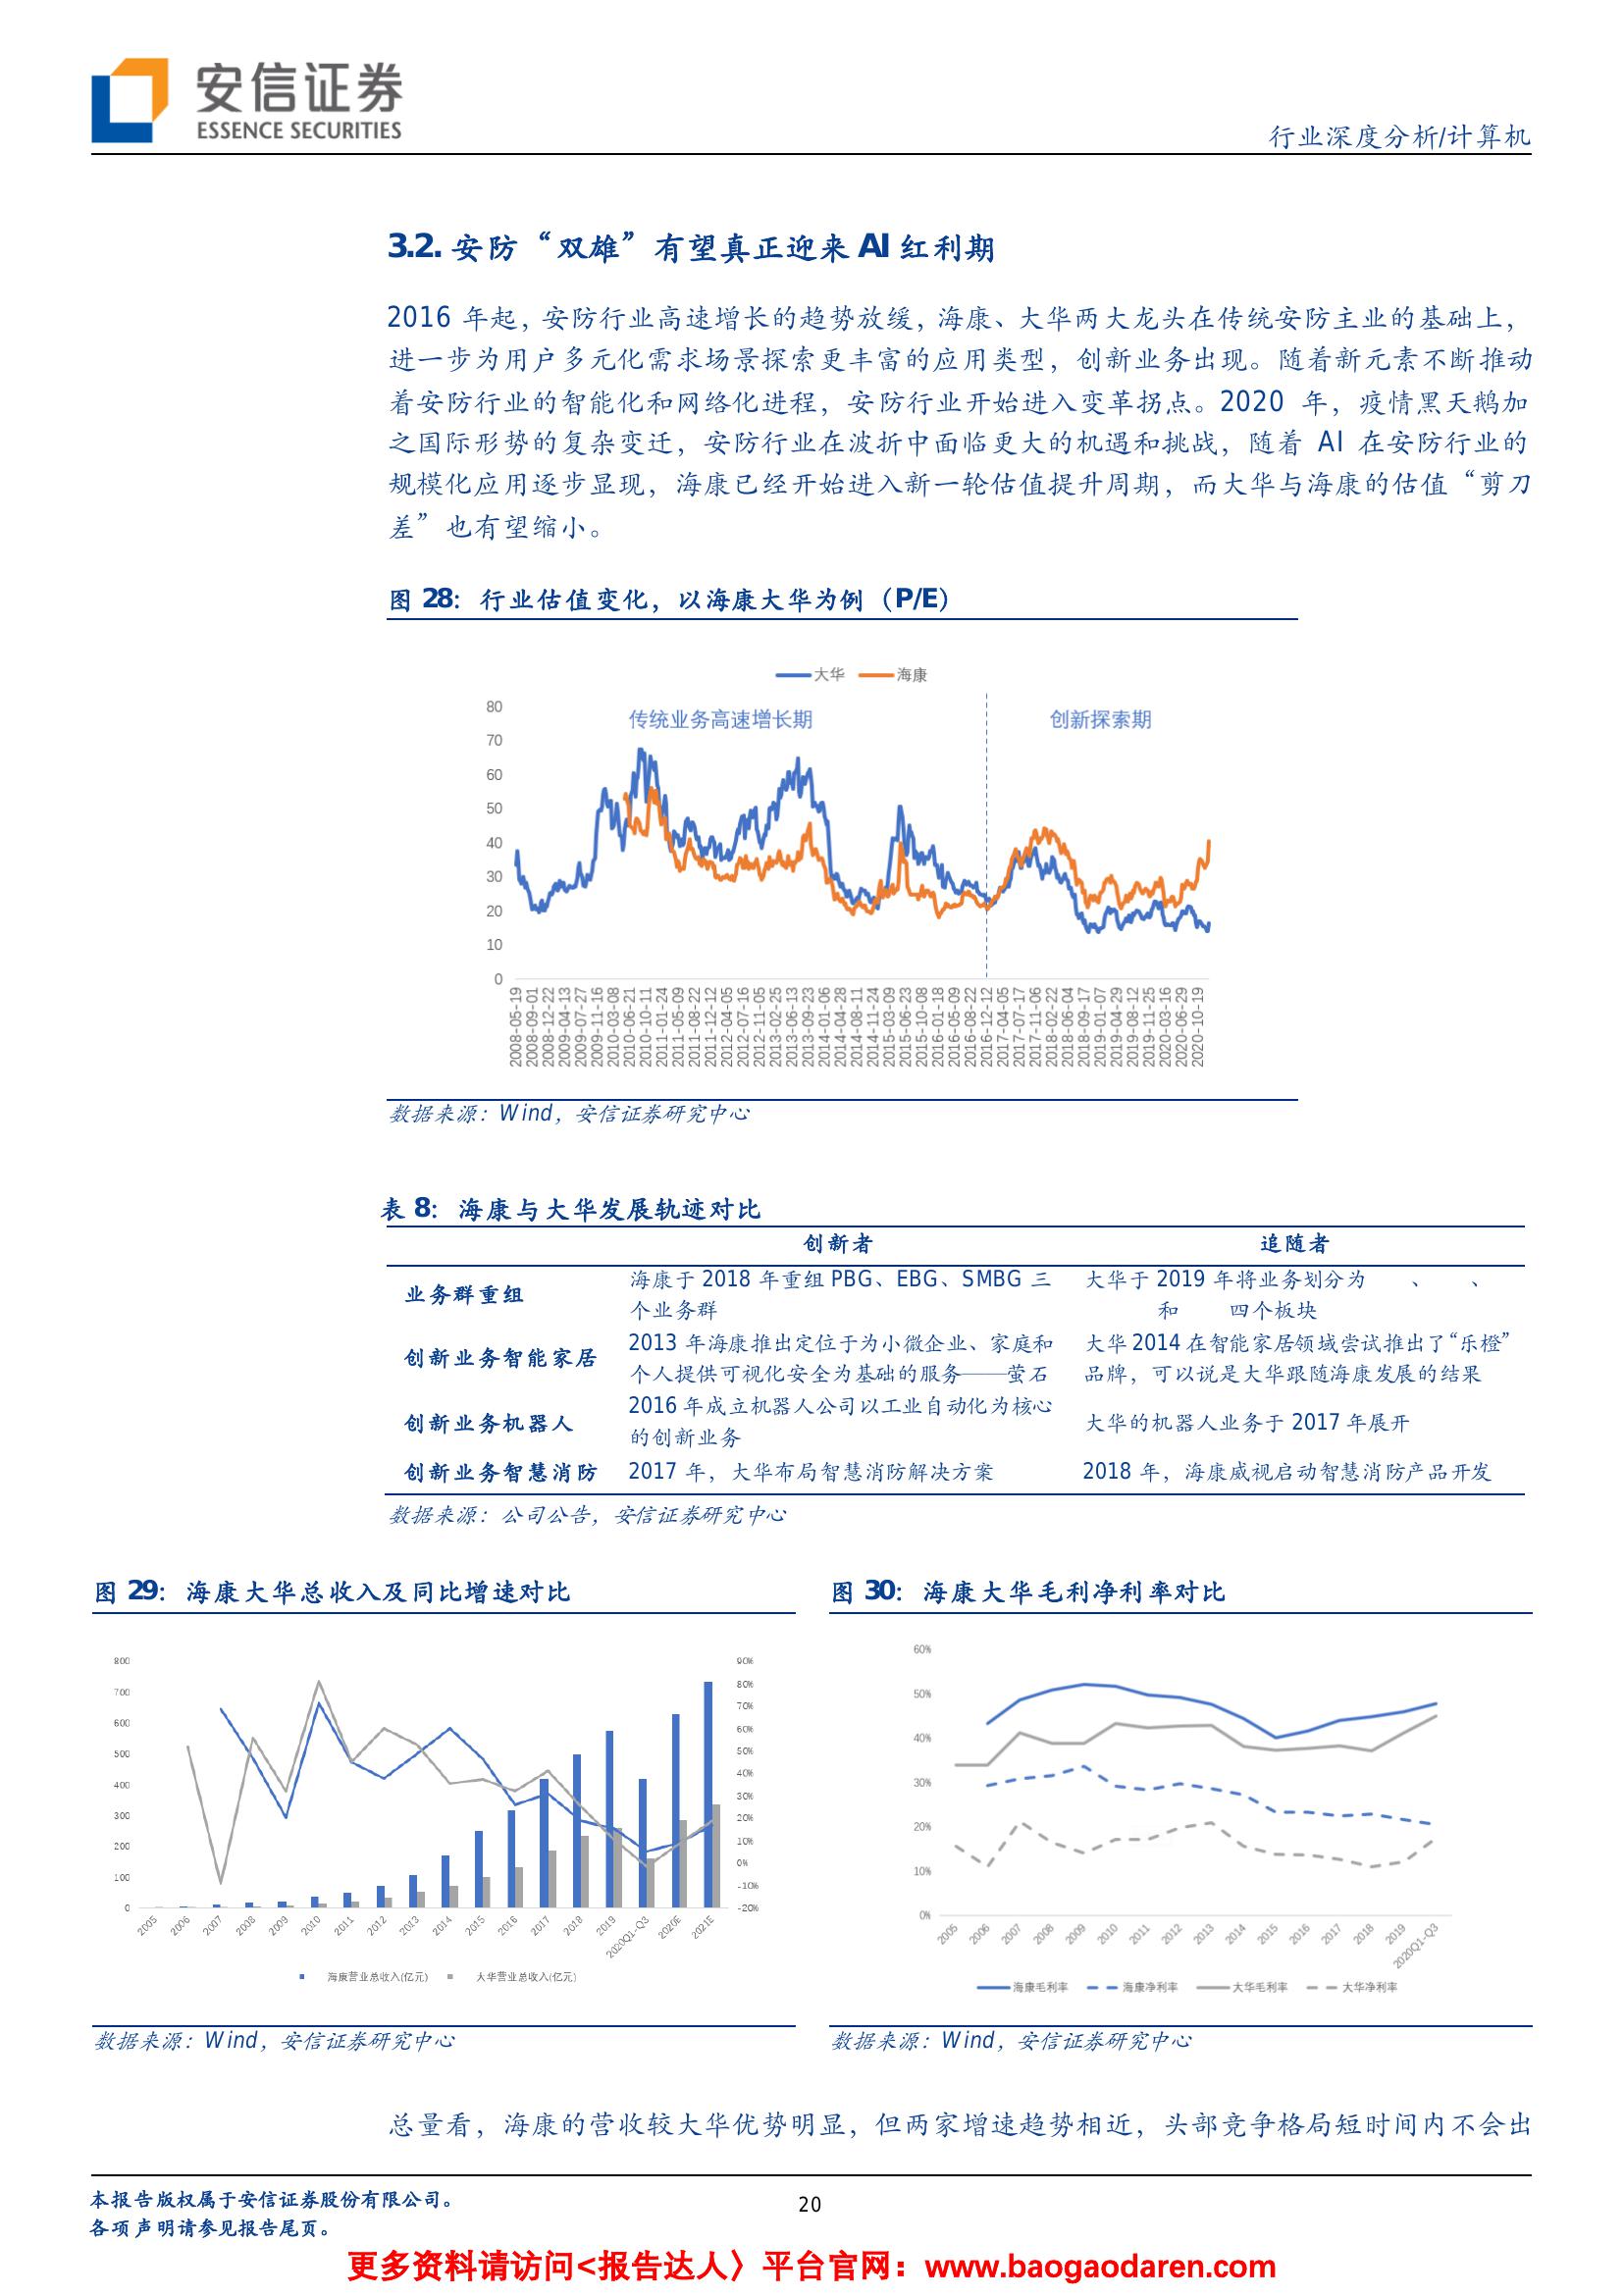 安信证券
ESSENCE SECURITIES
行业深度分析/计算机
3.2. 安防“双雄”有望真正迎来 AI 红利期
2016 年起，安防行业高速增长的趋势放缓，海康、大华两大龙头在传统安防主业的基础上，
进一步为用户多元化需求场景探索更丰富的应用类型，创新业务出现。随着新元素不断推动
着安防行业的智能化和网络化进程，安防行业开始进入变革拐点。2020 年，疫情黑天鹅加
之国际形势的复杂变迁，安防行业在波折中面临更大的机遇和挑战，随着 AI 在安防行业的
规模化应用逐步显现，海康已经开始进入新一轮估值提升周期，而大华与海康的估值“剪刀
差”也有望缩小。
图 28：行业估值变化，以海康大华为例（P/E）
大华 海康
传统业务高速增长期 创新探索期
80
70
60
50
40
30
20
10
0
2008-05-19 2008-09-01 2008-12-22 2009-04-13 2009-07-27 2009-11-16 2010-03-08 2010-06-21 2010-10-11 2011-01-24 2011-05-09 2011-08-22 2011-12-12 2012-04-05 2012-07-16 2012-11-05 2013-02-25 2013-06-13 2013-09-23 2014-01-06 2014-04-28 2014-08-11 2014-11-24 2015-03-09 2015-06-23 2015-10-08 2016-01-18 2016-05-09 2016-08-22 2016-12-12 2017-04-05 2017-07-17 2017-11-06 2018-02-22 2018-06-04 2018-09-17 2019-01-07 2019-04-29 2019-08-12 2019-11-25 2020-03-16 2020-06-29 2020-10-19
数据来源：Wind，安信证券研究中心
表 8：海康与大华发展轨迹对比
创新者 追随者
业务群重组
海康于 2018 年重组 PBG、EBG、SMBG 三
个业务群
大华于 2019 年将业务划分为 、 、
和 四个板块
创新业务智能家居
2013 年海康推出定位于为小微企业、家庭和
个人提供可视化安全为基础的服务——萤石
大华 2014 在智能家居领域尝试推出了“乐橙”
品牌，可以说是大华跟随海康发展的结果
创新业务机器人
2016 年成立机器人公司以工业自动化为核心
的创新业务
大华的机器人业务于 2017 年展开
创新业务智慧消防 2017 年，大华布局智慧消防解决方案 2018 年，海康威视启动智慧消防产品开发
数据来源：公司公告，安信证券研究中心
图 29：海康大华总收入及同比增速对比
800
700
600
500
400
300
200
100
0
90%
80%
70%
60%
50%
40%
30%
20%
10%
0%
-10%
-20%
2005 2006 2007 2008 2009 2010 2011 2012 2013 2014 2015 2016 2017 2018 2019 2020Q1-Q3 2020E 2021E
海康营业总收入(亿元) 大华营业总收入(亿元)
数据来源：Wind，安信证券研究中心
图 30：海康大华毛利净利率对比
60%
50%
40%
30%
20%
10%
0%
2005 2006 2007 2008 2009 2010 2011 2012 2013 2014 2015 2016 2017 2018 2019 2020Q1-Q3
海康毛利率 海康净利率 大华毛利率 大华净利率
数据来源：Wind，安信证券研究中心
总量看，海康的营收较大华优势明显，但两家增速趋势相近，头部竞争格局短时间内不会出
本报告版权属于安信证券股份有限公司。
各项声明请参见报告尾页。
20
更多资料请访问<报告达人〉平台官网：www.baogaodaren.com